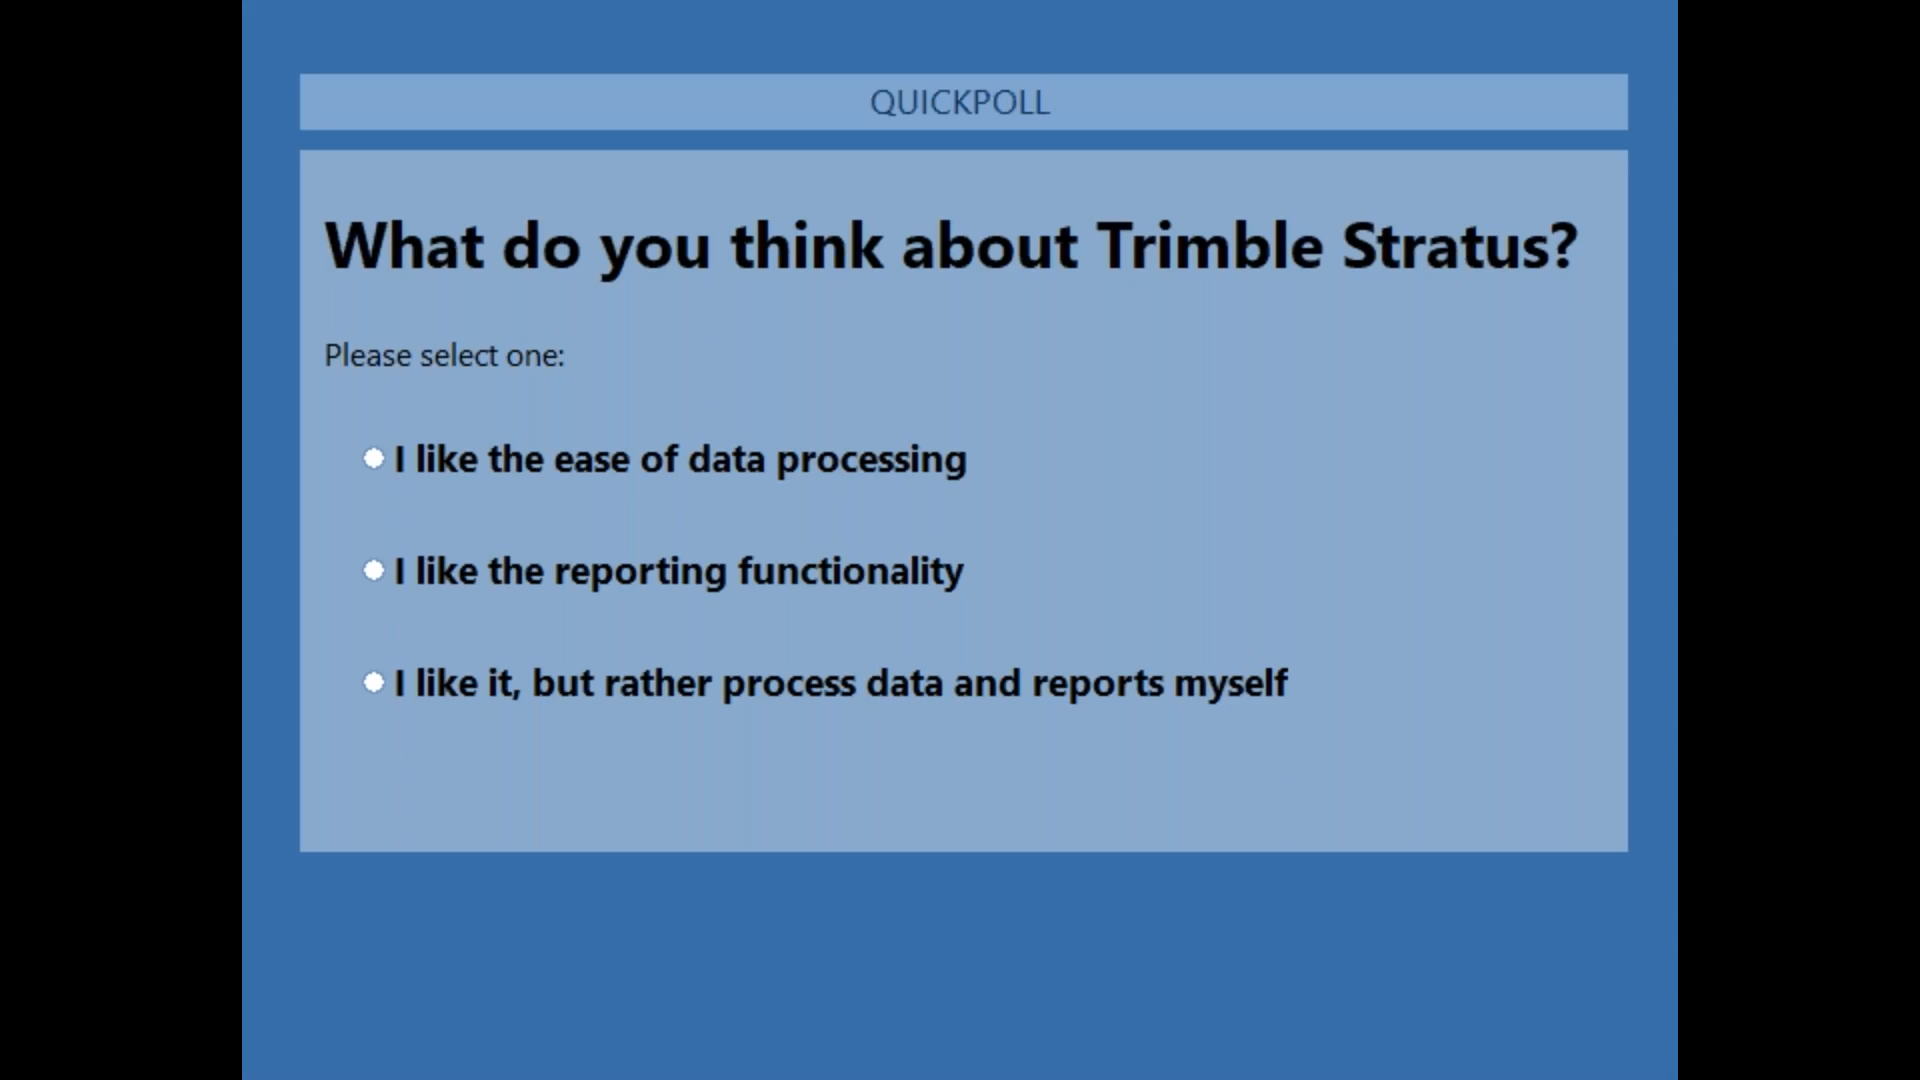 QUICKPOLL
What do you think about Trimble Stratus?
Please select one:
I like the ease of data processing
I like the reporting functionality
I like it, but rather process data and reports myself